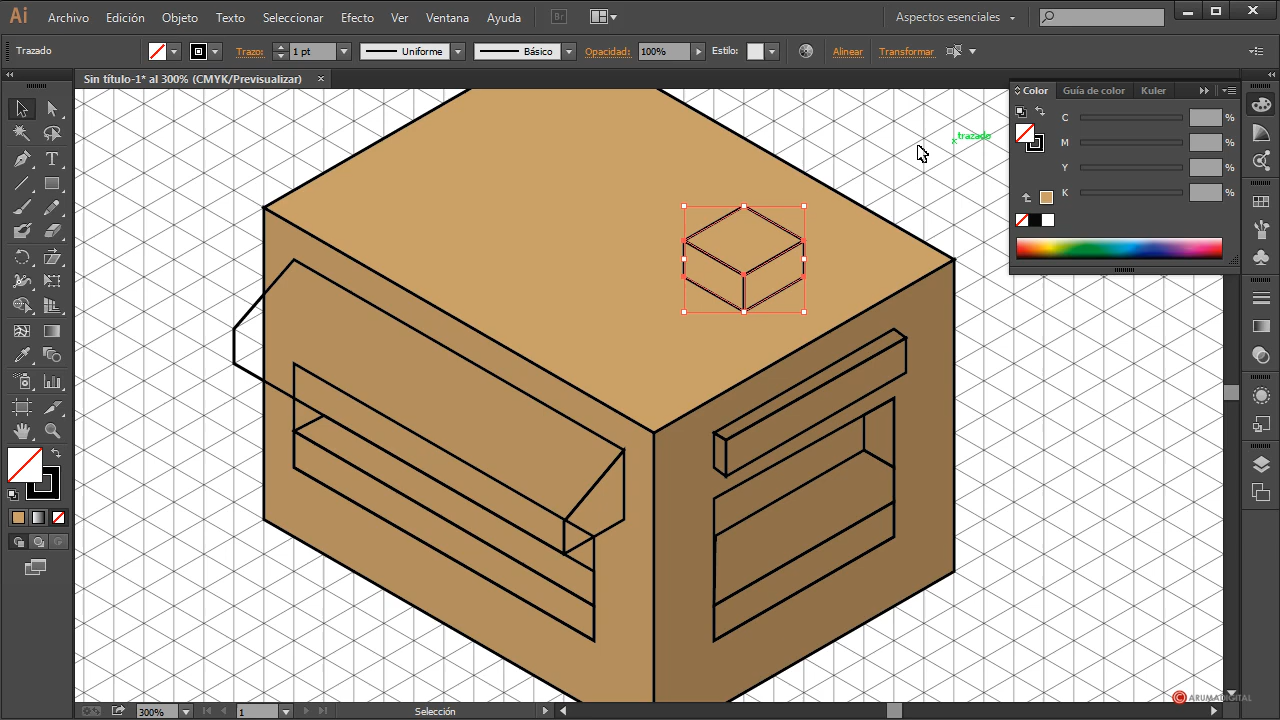 Ai Archivo Edición Objeto Texto Seleccionar Efecto Ver Ventana Ayuda Br Aspectos esenciales
Trazado Trazo: 1 pt Uniforme Básico Opacidad: 100% Estilo: Alinear Transformar
Sin título-1* al 300% (CMYK/Previsualizar) ×
Color Guía de color Kuler
C %
M %
Y %
K %
trazado
T
300% 1 Selección
ARUMADIGITAL